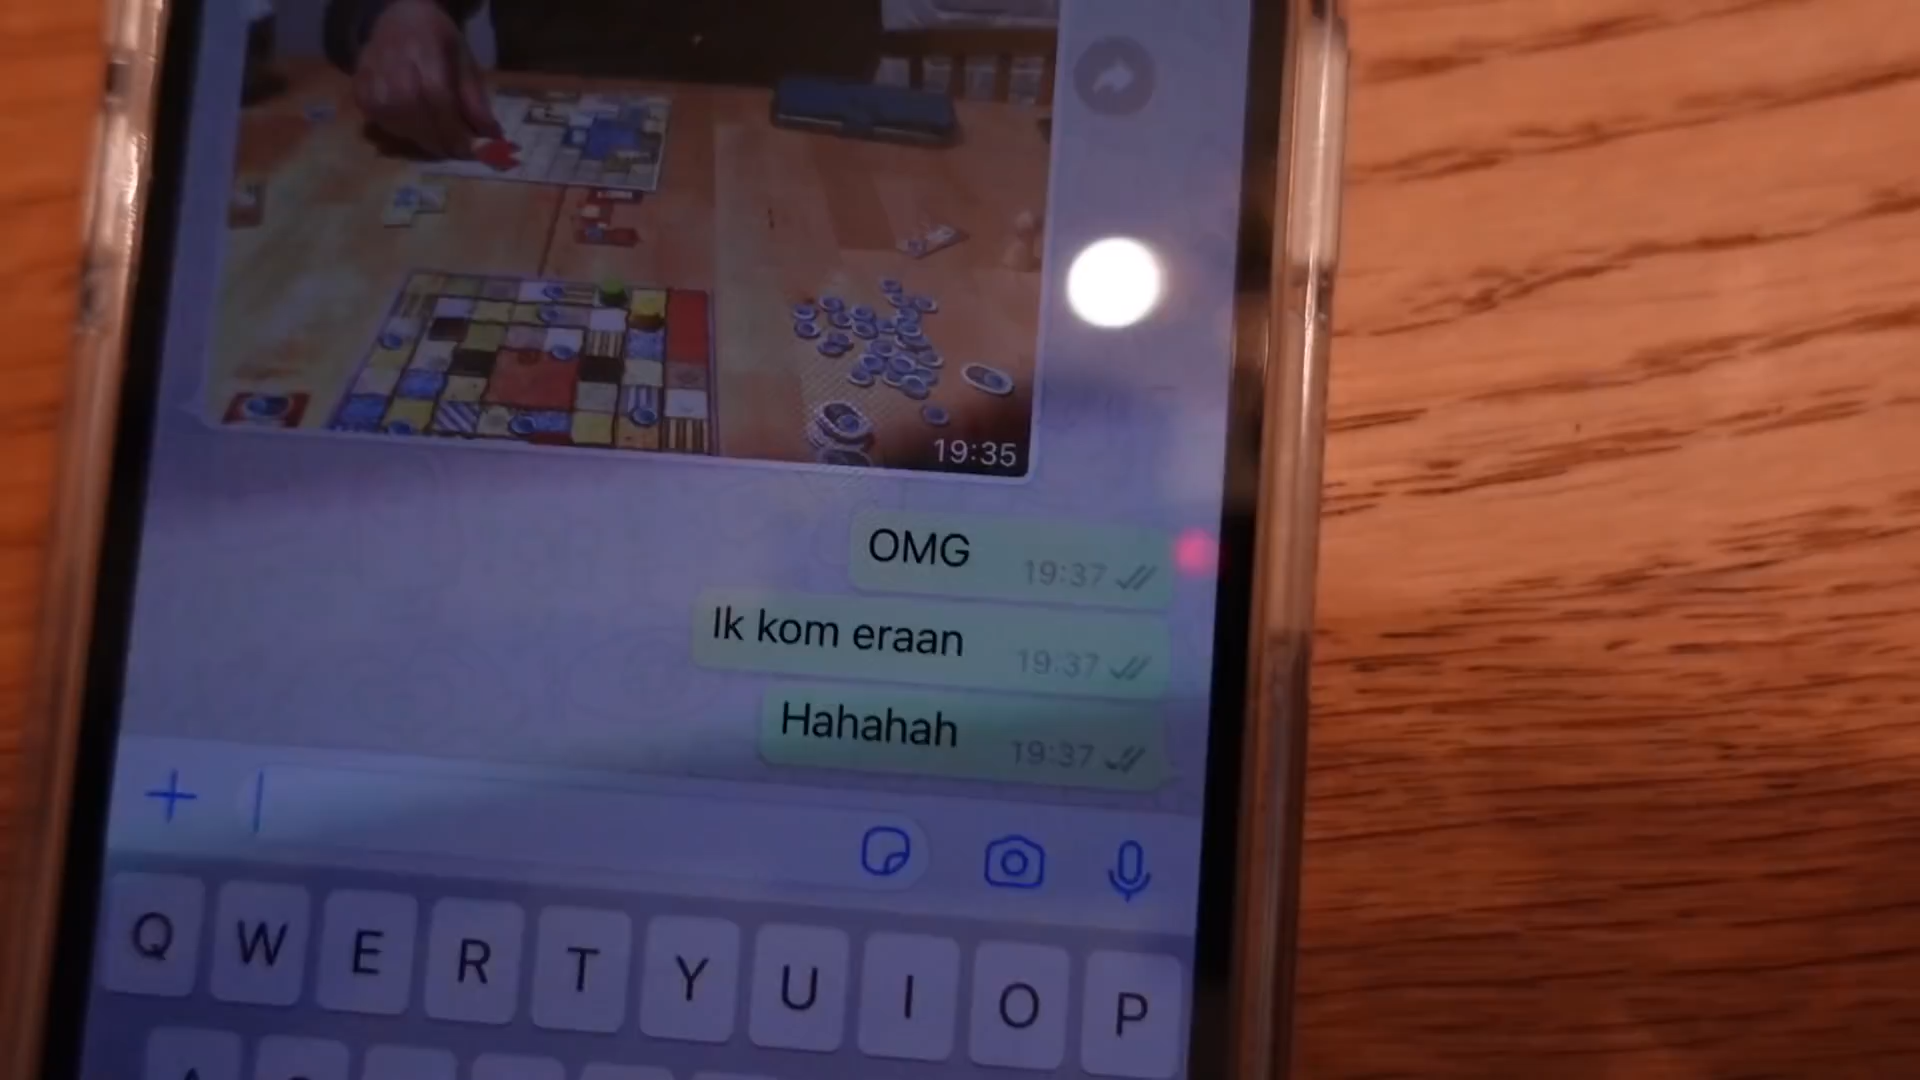 19:35
OMG 19:37
Ik kom eraan 19:37
Hahahah 19:37
Q W E R T Y U I O P